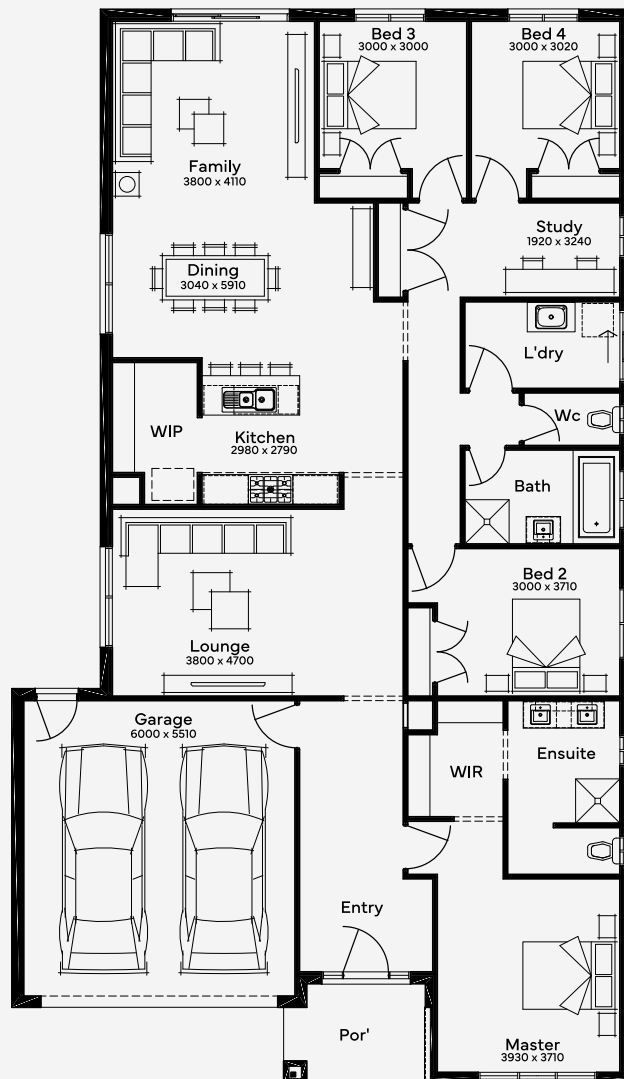 Bed 3
3000 x 3000
Bed 4
3000 x 3020
Family
3800 x 4110
Study
1920 x 3240
Dining
3040 x 5910
L'dry
Wc
WIP
Kitchen
2980 x 2790
Bath
Bed 2
3000 x 3710
Lounge
3800 x 4700
Garage
6000 x 5510
Ensuite
WIR
Entry
Por'
Master
3930 x 3710